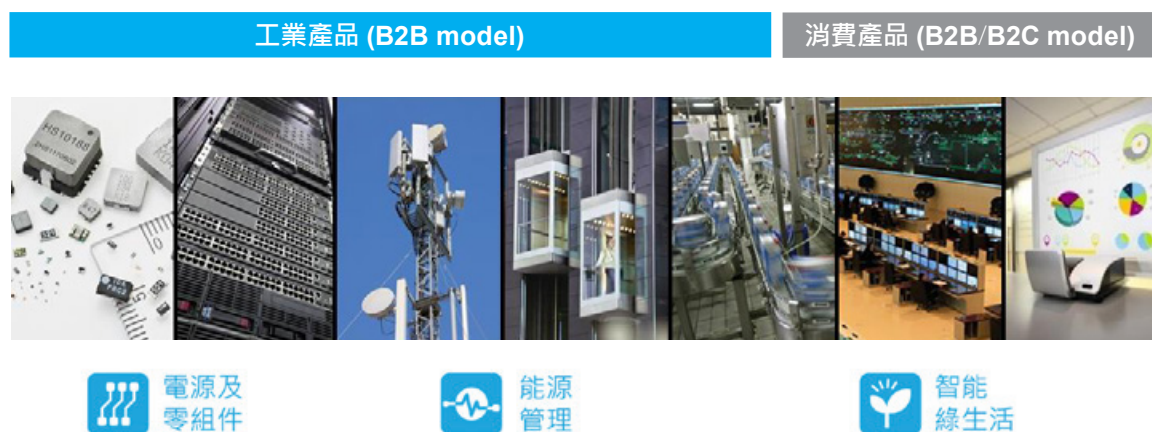 工業產品 (B2B model)
消費產品 (B2B/B2C model)
HS10188
電源及
零組件
能源
管理
智能
綠生活